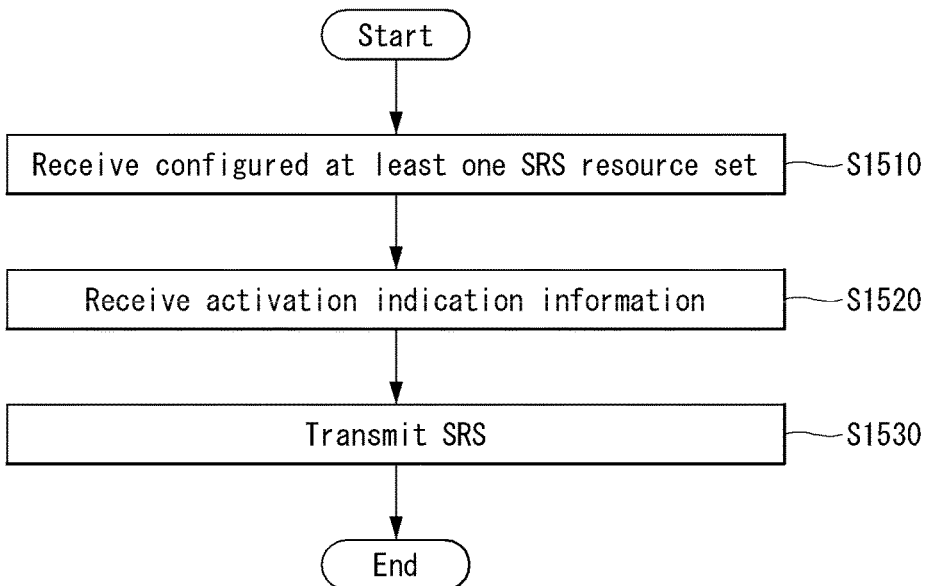 Start
Receive configured at least one SRS resource set
S1510
Receive activation indication information
S1520
Transmit SRS
S1530
End